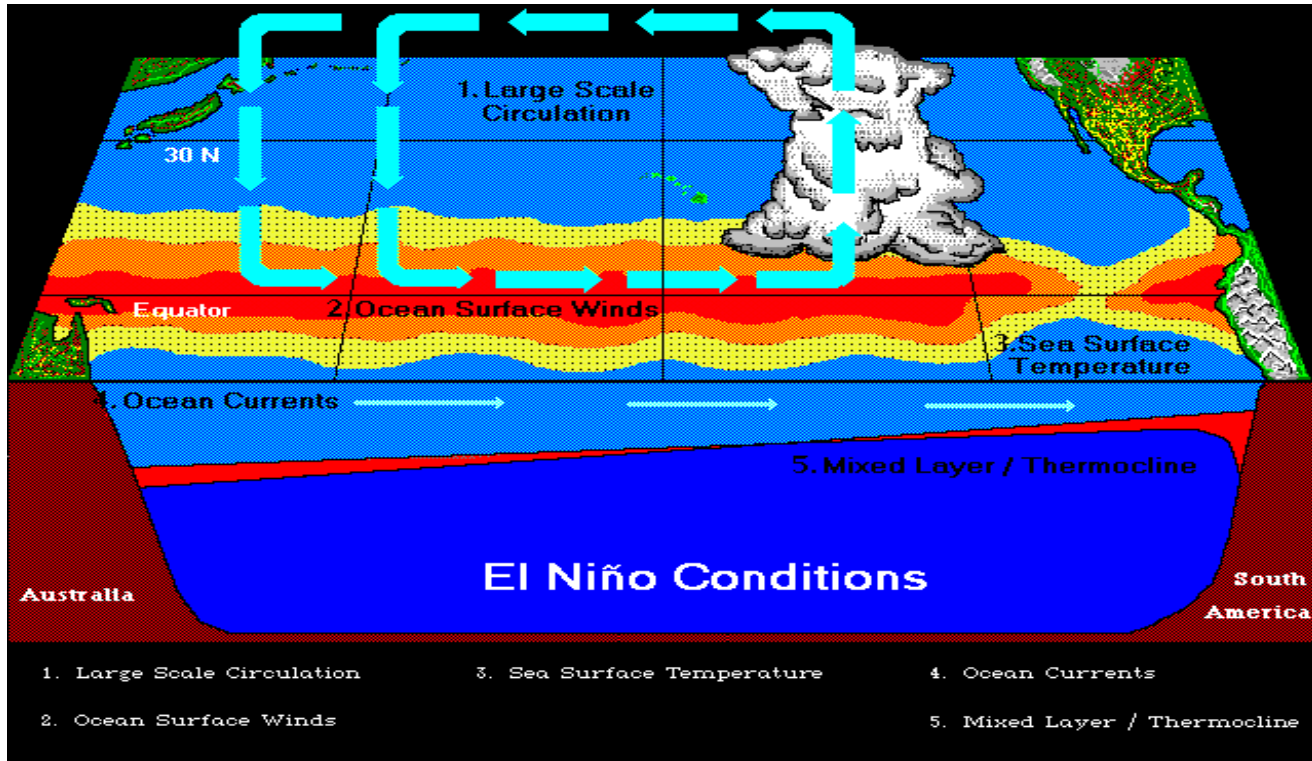 1. Large Scale
Circulation
30 N
Equator
2. Ocean Surface Winds
3. Sea Surface
Temperature
4. Ocean Currents
5. Mixed Layer / Thermocline
El Niño Conditions
Australia
South
America
1. Large Scale Circulation
3. Sea Surface Temperature
4. Ocean Currents
2. Ocean Surface Winds
5. Mixed Layer / Thermocline